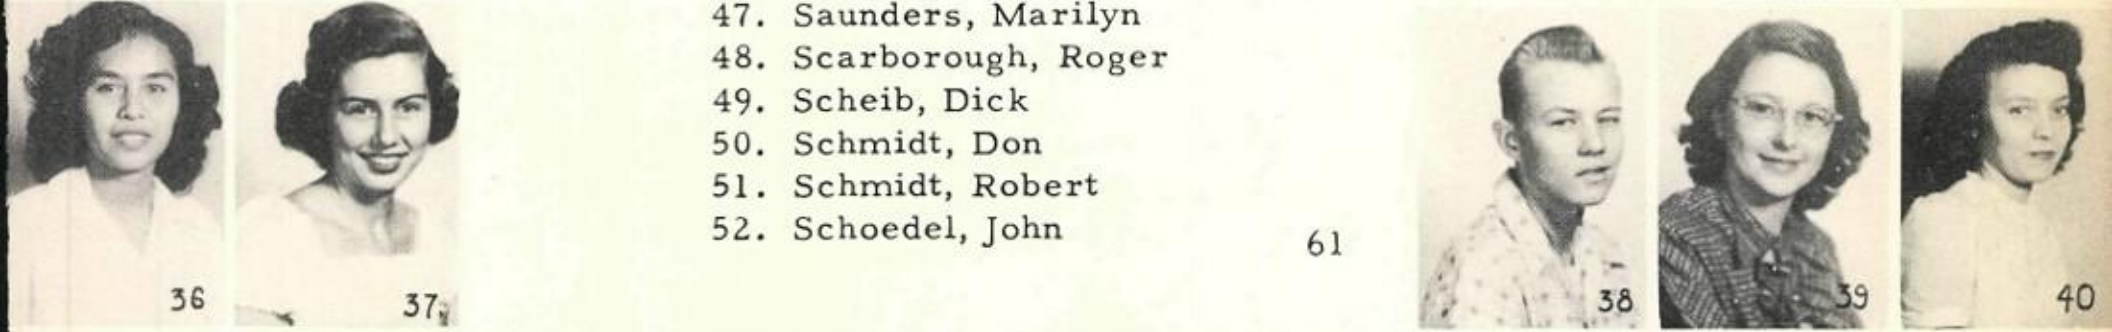 47. Saunders, Marilyn
48. Scarborough, Roger
49. Scheib, Dick
50. Schmidt, Don
51. Schmidt, Robert
52. Schoedel, John
61
36
37
38
39
40